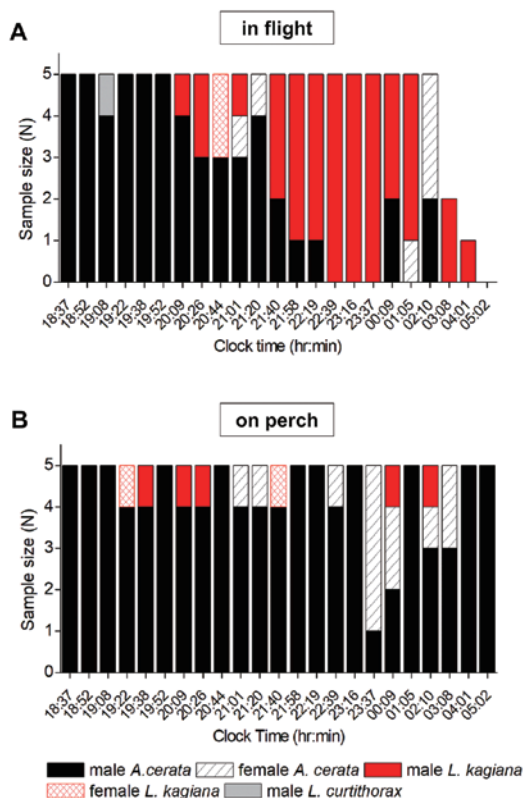 A
in flight
Sample size (N)
5
4
3
2
1
0
18:37 18:52 19:08 19:22 19:38 19:52 20:09 20:26 20:44 21:01 21:20 21:40 21:58 22:19 22:39 23:16 23:37 00:09 01:05 02:10 03:08 04:01 05:02
Clock time (hr:min)
B
on perch
Sample size (N)
5
4
3
2
1
0
18:37 18:52 19:08 19:22 19:38 19:52 20:09 20:26 20:44 21:01 21:20 21:40 21:58 22:19 22:39 23:16 23:37 00:09 01:05 02:10 03:08 04:01 05:02
Clock Time (hr:min)
male A.cerata female A. cerata male L. kagiana
female L. kagiana male L. curtithorax